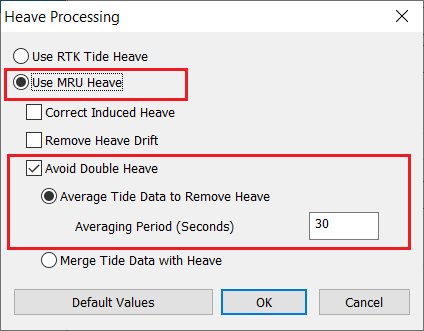 Heave Processing
Use RTK Tide Heave
Use MRU Heave
Correct Induced Heave
Remove Heave Drift
Avoid Double Heave
Average Tide Data to Remove Heave
Averaging Period (Seconds) 30
Merge Tide Data with Heave
Default Values OK Cancel